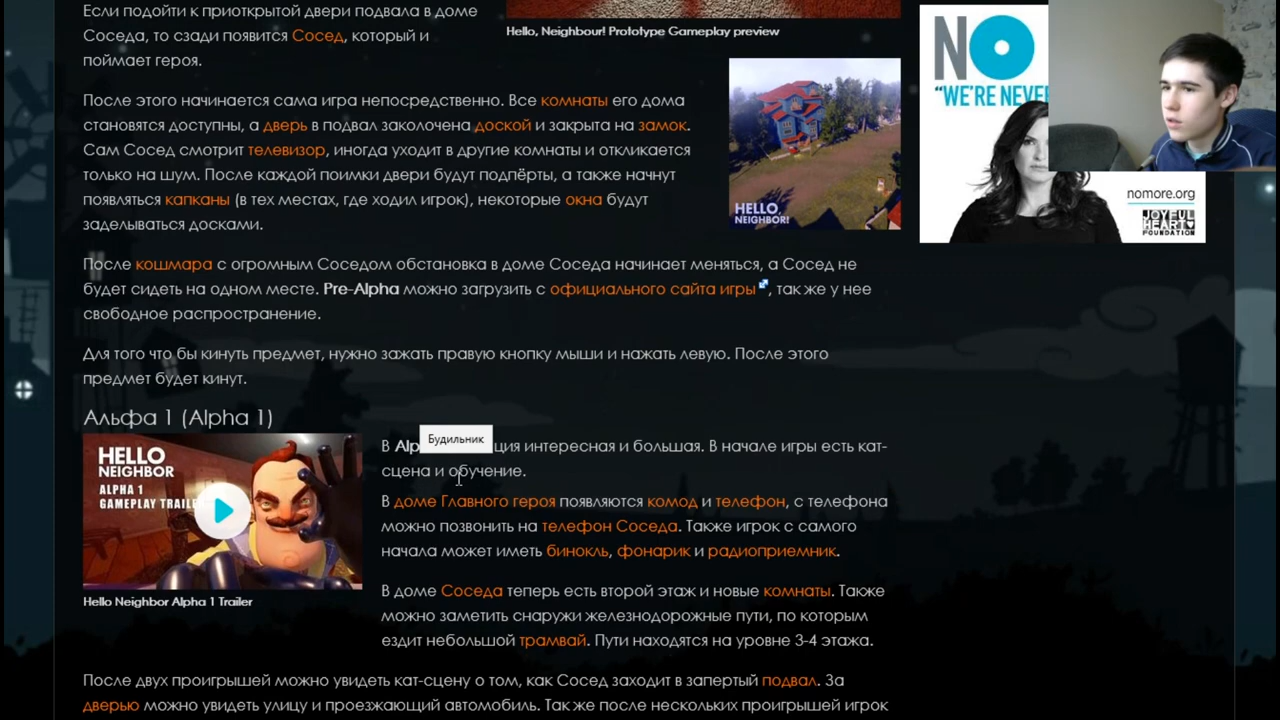 Если подойти к приоткрытой двери подвала в доме
Соседа, то сзади появится Сосед, который и
поймает героя.
Hello, Neighbour! Prototype Gameplay preview
После этого начинается сама игра непосредственно. Все комнаты его дома
становятся доступны, а дверь в подвал заколочена доской и закрыта на замок.
Сам Сосед смотрит телевизор, иногда уходит в другие комнаты и откликается
только на шум. После каждой поимки двери будут подпёрты, а также начнут
появляться капканы (в тех местах, где ходил игрок), некоторые окна будут
заделываться досками.
HELLO,
NEIGHBOR!
NO
"WE'RE NEVER
nomore.org
JOYFUL
HEART
FOUNDATION
После кошмара с огромным Соседом обстановка в доме Соседа начинает меняться, а Сосед не
будет сидеть на одном месте. Pre-Alpha можно загрузить с официального сайта игры, так же у нее
свободное распространение.
Для того что бы кинуть предмет, нужно зажать правую кнопку мыши и нажать левую. После этого
предмет будет кинут.
Альфа 1 (Alpha 1)
HELLO
NEIGHBOR
ALPHA 1
GAMEPLAY TRAIL
Hello Neighbor Alpha 1 Trailer
Будильник
В Alp ция интересная и большая. В начале игры есть кат-
сцена и обучение.
В доме Главного героя появляются комод и телефон, с телефона
можно позвонить на телефон Соседа. Также игрок с самого
начала может иметь бинокль, фонарик и радиоприемник.
В доме Соседа теперь есть второй этаж и новые комнаты. Также
можно заметить снаружи железнодорожные пути, по которым
ездит небольшой трамвай. Пути находятся на уровне 3-4 этажа.
После двух проигрышей можно увидеть кат-сцену о том, как Сосед заходит в запертый подвал. За
дверью можно увидеть улицу и проезжающий автомобиль. Так же после нескольких проигрышей игрок